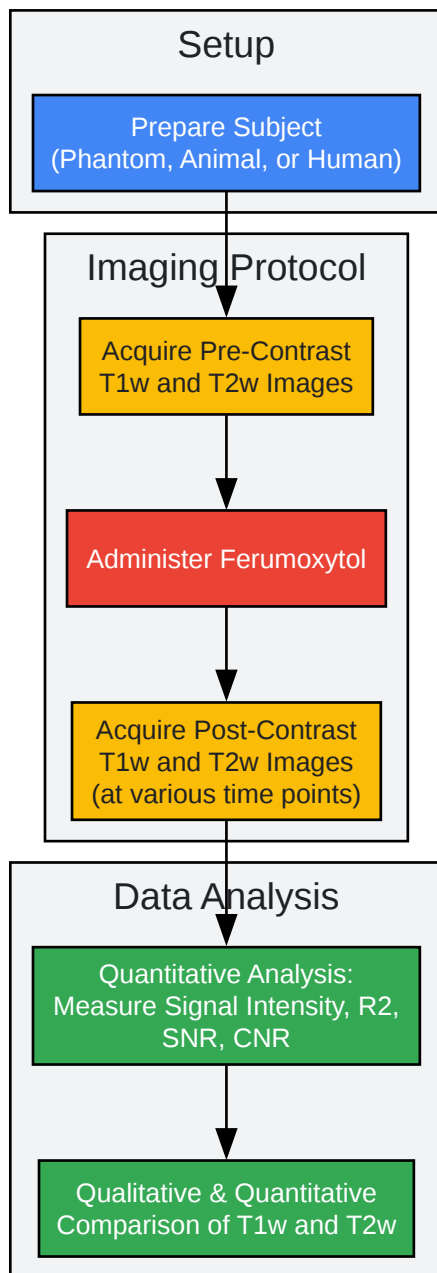 Setup
Prepare Subject
(Phantom, Animal, or Human)
Imaging Protocol
Acquire Pre-Contrast
T1w and T2w Images
Administer Ferumoxytol
Acquire Post-Contrast
T1w and T2w Images
(at various time points)
Data Analysis
Quantitative Analysis:
Measure Signal Intensity, R2,
SNR, CNR
Qualitative & Quantitative
Comparison of T1w and T2w